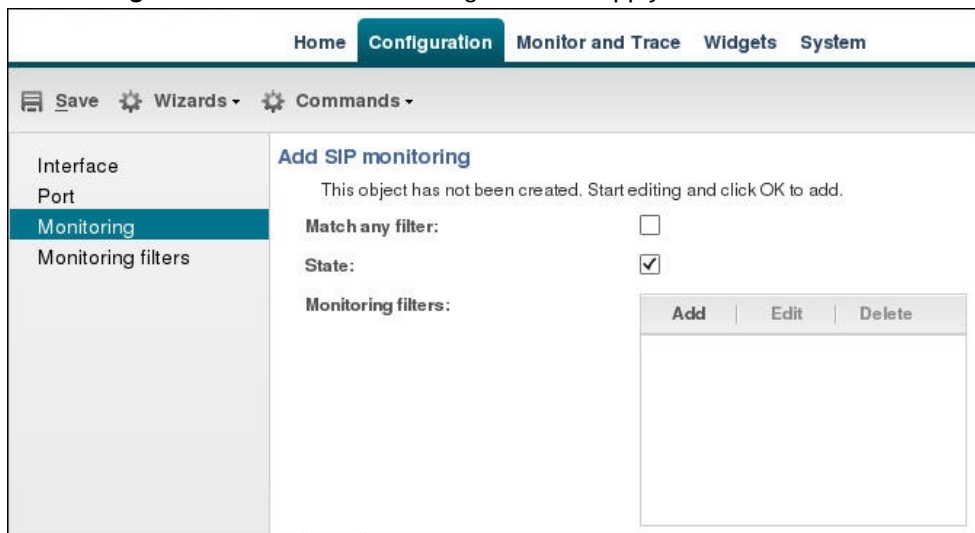 Home Configuration Monitor and Trace Widgets System
Save Wizards Commands
Interface
Port
Monitoring
Monitoring filters
Add SIP monitoring
This object has not been created. Start editing and click OK to add.
Match any filter:
State:
Monitoring filters:
Add | Edit | Delete